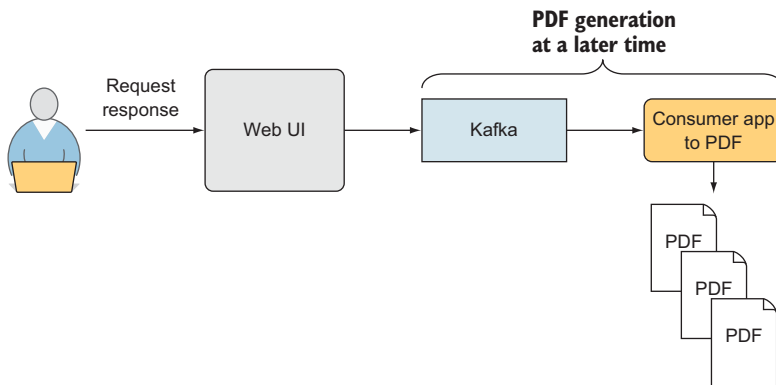 PDF generation
at a later time
Request
response
Web UI
Kafka
Consumer app
to PDF
PDF
PDF
PDF